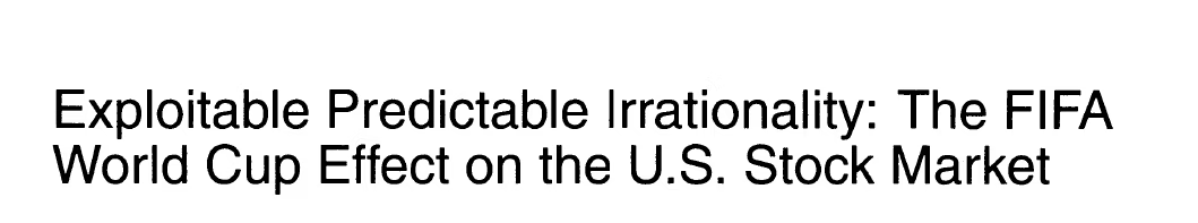 Exploitable Predictable Irrationality: The FIFA
World Cup Effect on the U.S. Stock Market